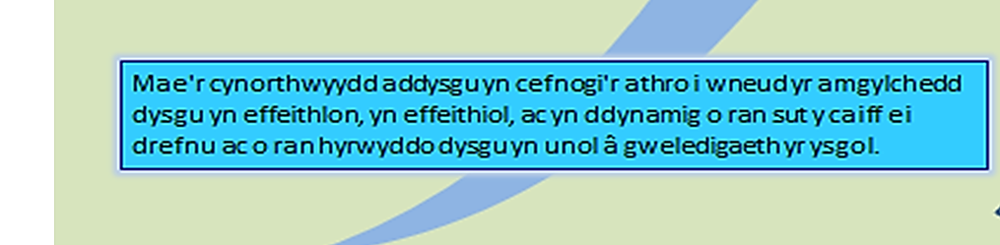 Mae'r cynorthwyydd addysgu yn cefnogi'r athro i wneud yr amgylchedd
dysgu yn effeithlon, yn effeithiol, ac yn ddynamig o ran sut y caiff ei
drefnu ac o ran hyrwyddo dysgu yn unol â gweledigaeth yr ysgol.